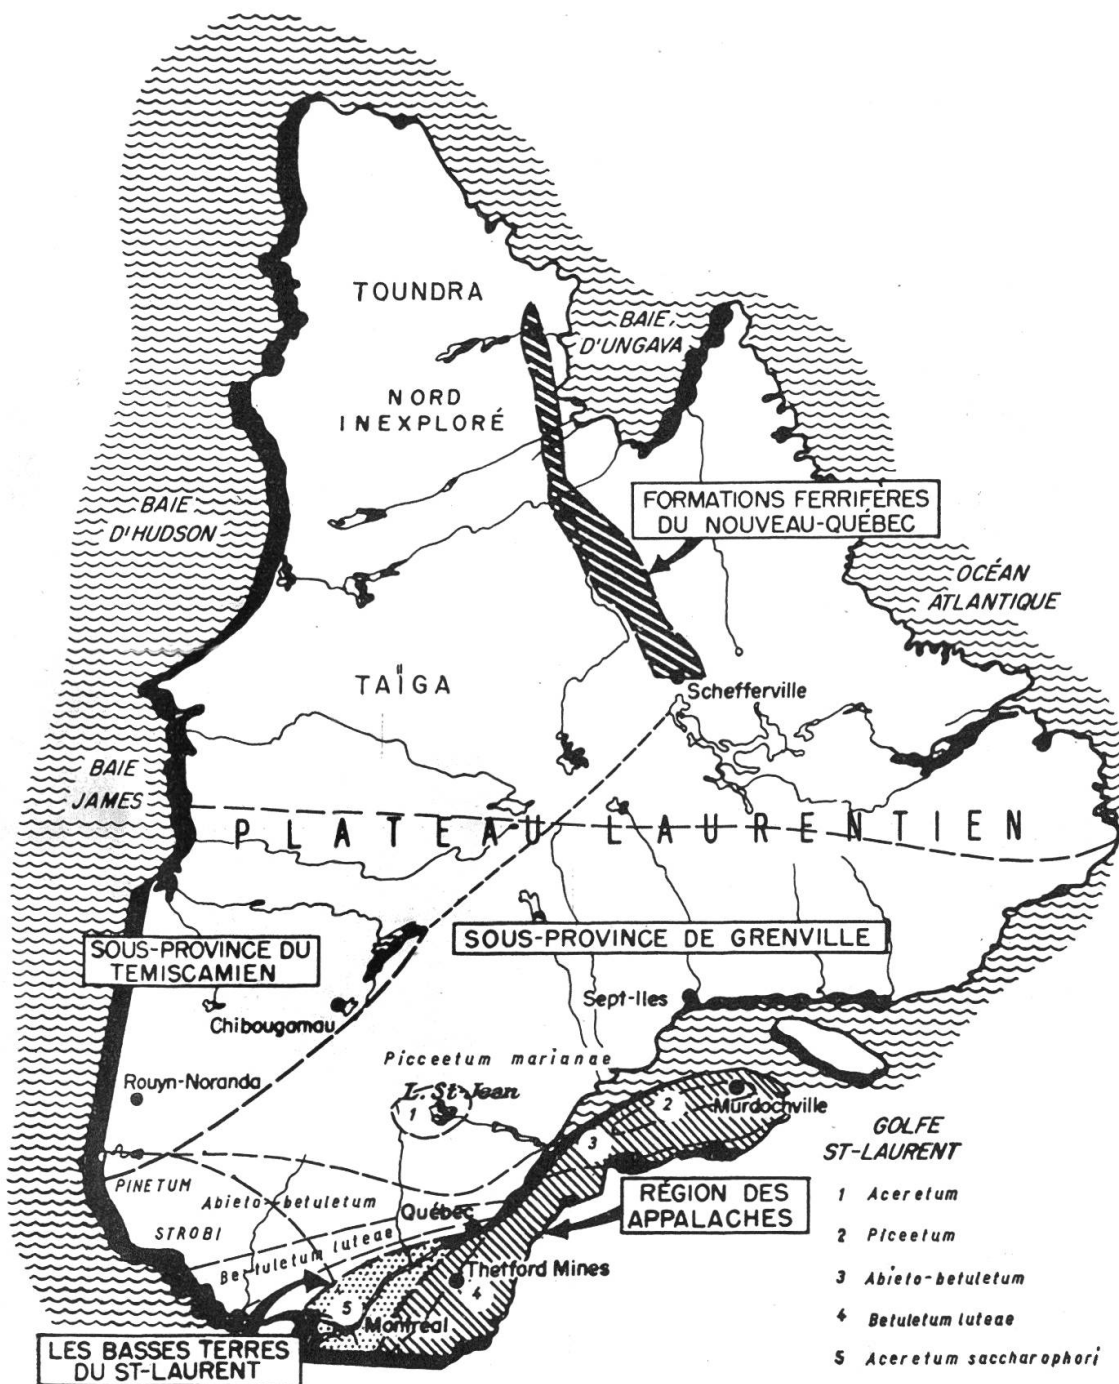 TOUNDRA
BAIE
D'UNGAVA
NORD
INEXPLORÉ
BAIE
D'HUDSON
FORMATIONS FERRIFÈRES
DU NOUVEAU-QUÉBEC
OCÉAN
ATLANTIQUE
TAÏGA
Schefferville
BAIE
JAMES
PLATEAU LAURENTIEN
SOUS-PROVINCE DU
TEMISCAMIEN
SOUS-PROVINCE DE GRENVILLE
Sept-Iles
Chibougamau
Picceetum marianae
Rouyn-Noranda
L. St-Jean
1
2
Murdochville
3
GOLFE
ST-LAURENT
PINETUM
STROBI
Abieto-betuletum
Québec
RÉGION DES
APPALACHES
Betuletum luteae
Thetford Mines
4
5
Montreal
LES BASSES TERRES
DU ST-LAURENT
1 Aceretum
2 Piceetum
3 Abieto-betuletum
4 Betuletum luteae
5 Aceretum saccharophori